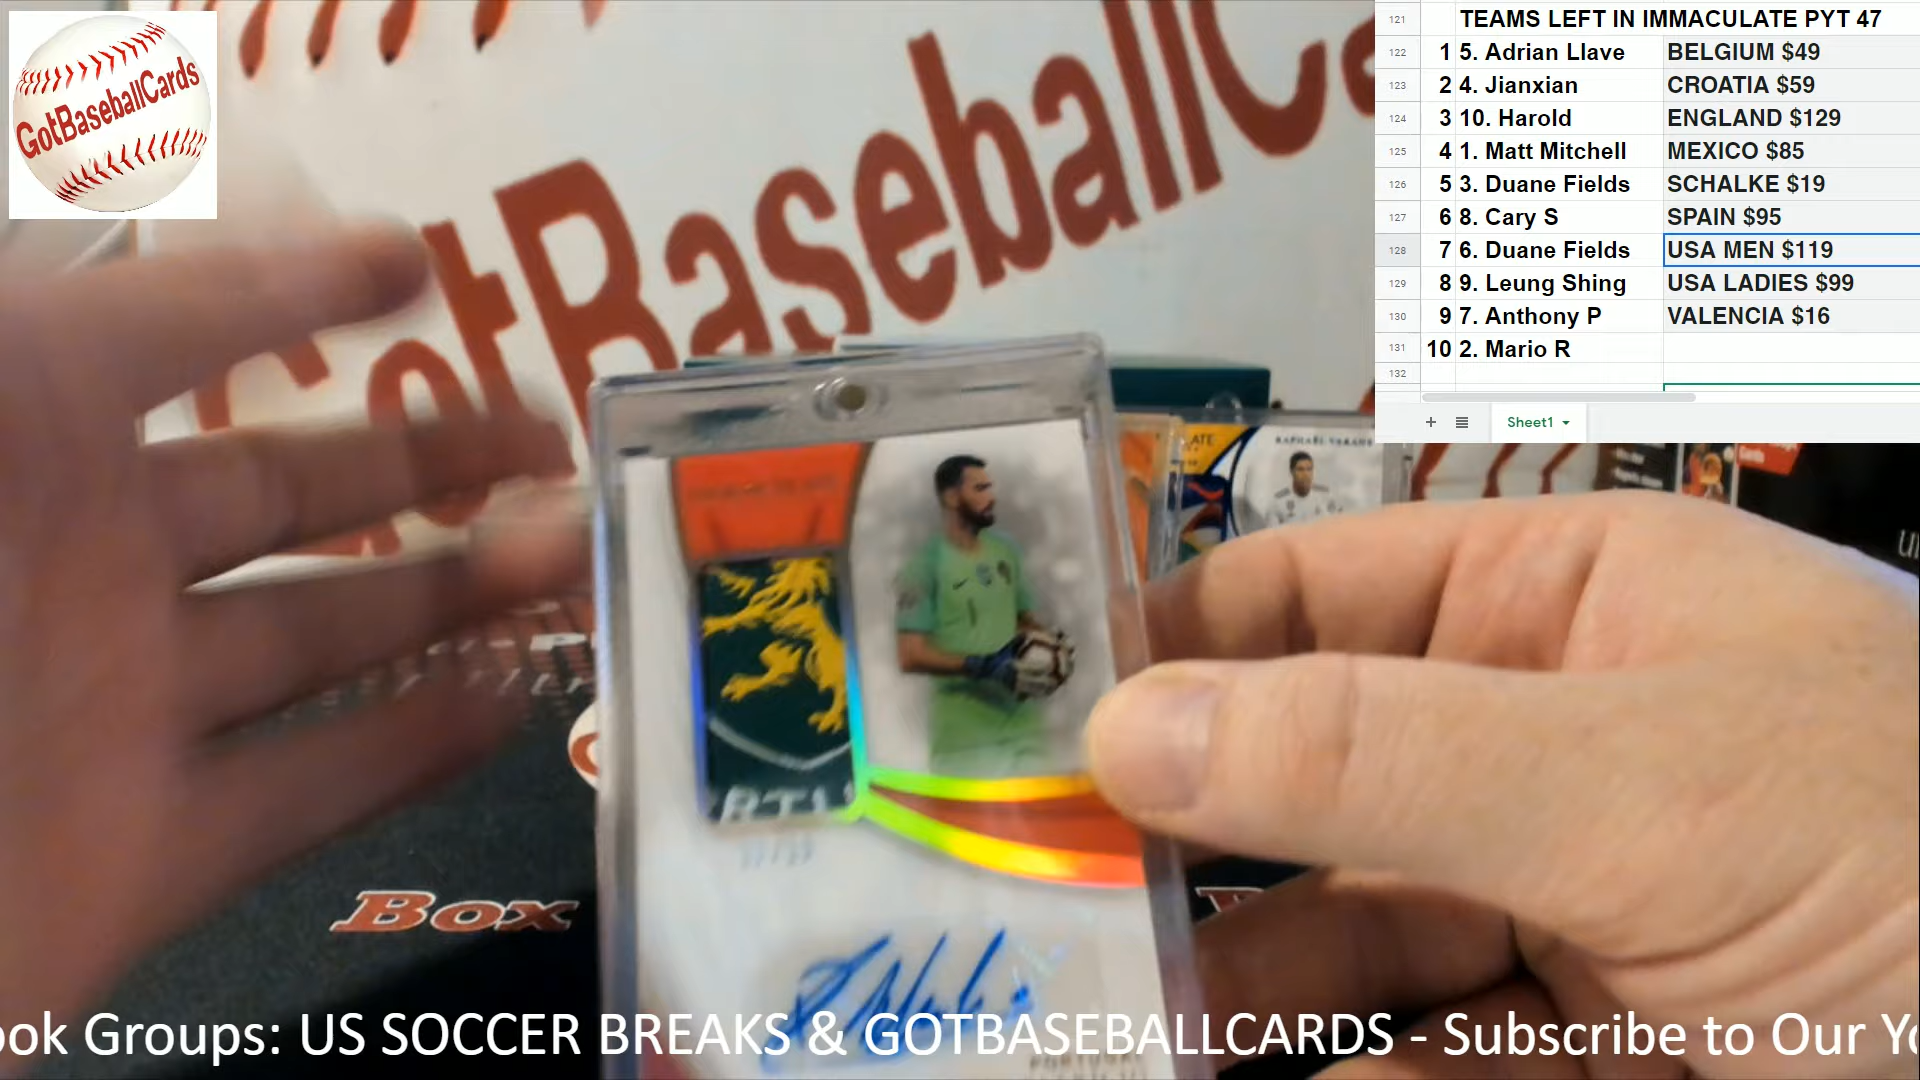 GotBaseballCards
GotBaseballCa
121 TEAMS LEFT IN IMMACULATE PYT 47
122 1 5. Adrian Llave BELGIUM $49
123 2 4. Jianxian CROATIA $59
124 3 10. Harold ENGLAND $129
125 4 1. Matt Mitchell MEXICO $85
126 5 3. Duane Fields SCHALKE $19
127 6 8. Cary S SPAIN $95
128 7 6. Duane Fields USA MEN $119
129 8 9. Leung Shing USA LADIES $99
130 9 7. Anthony P VALENCIA $16
131 10 2. Mario R
132
+ Sheet1
Box
ook Groups: US SOCCER BREAKS & GOTBASEBALLCARDS - Subscribe to Our Yo